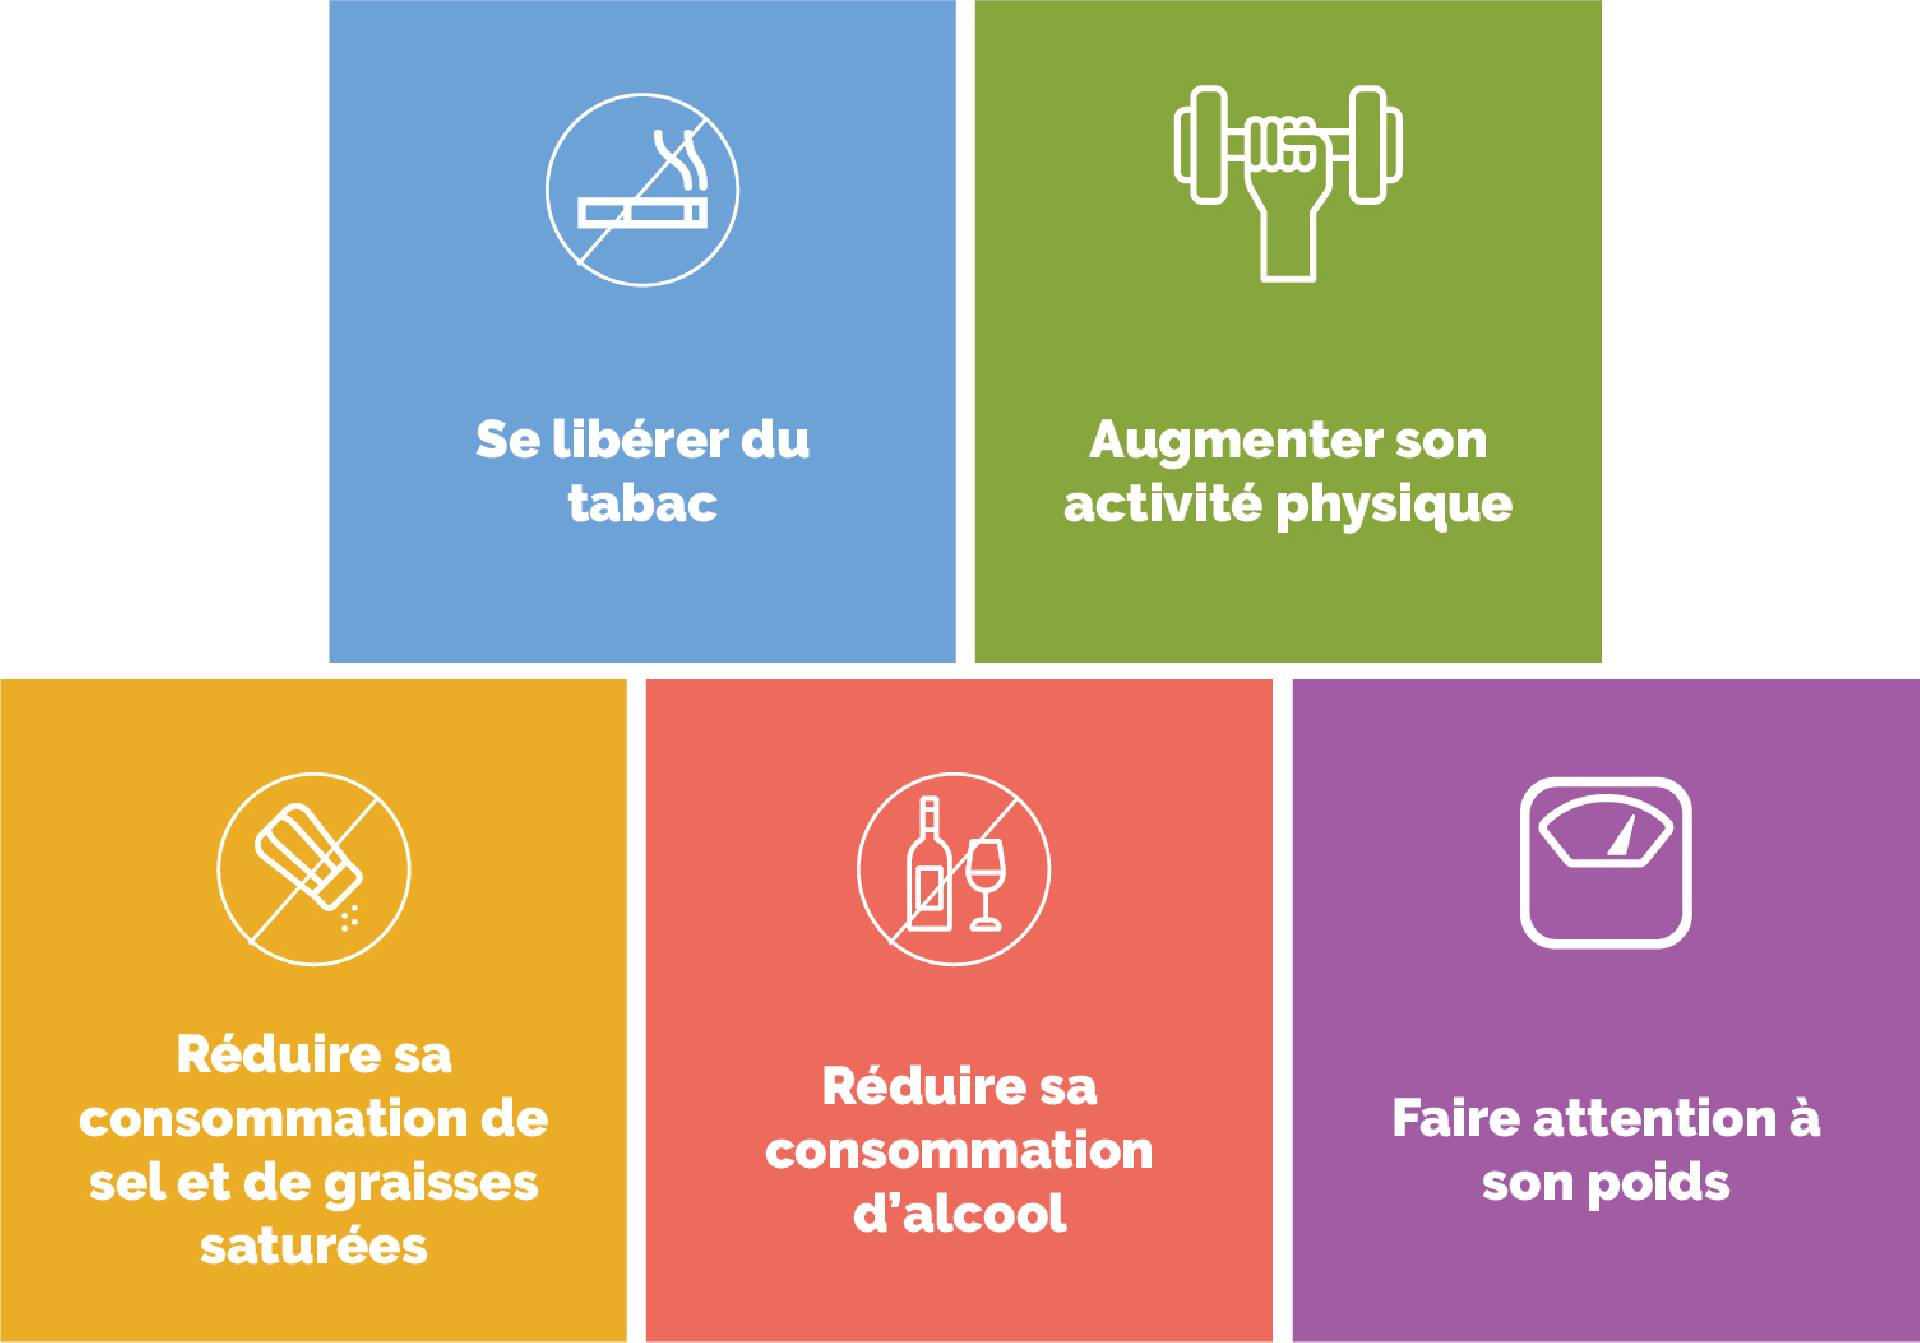 Se libérer du
tabac
Augmenter son
activité physique
Réduire sa
consommation de
sel et de graisses
saturées
Réduire sa
consommation
d’alcool
Faire attention à
son poids